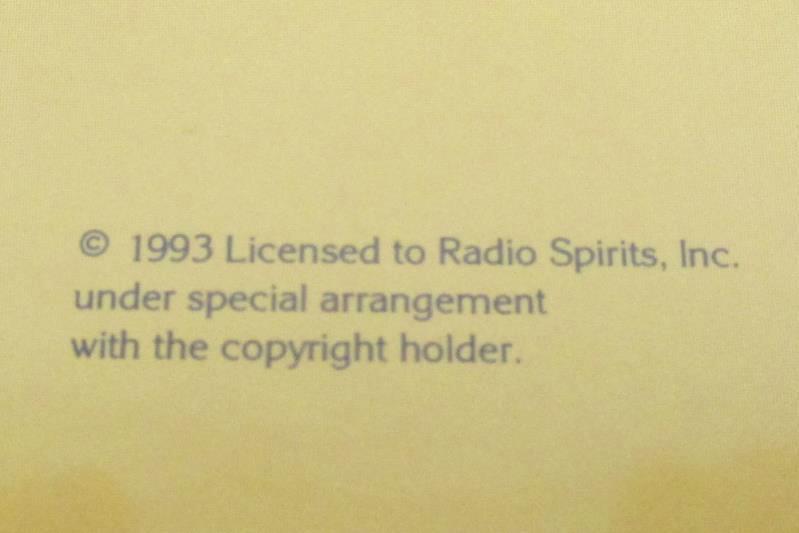 © 1993 Licensed to Radio Spirits, Inc.
under special arrangement
with the copyright holder.